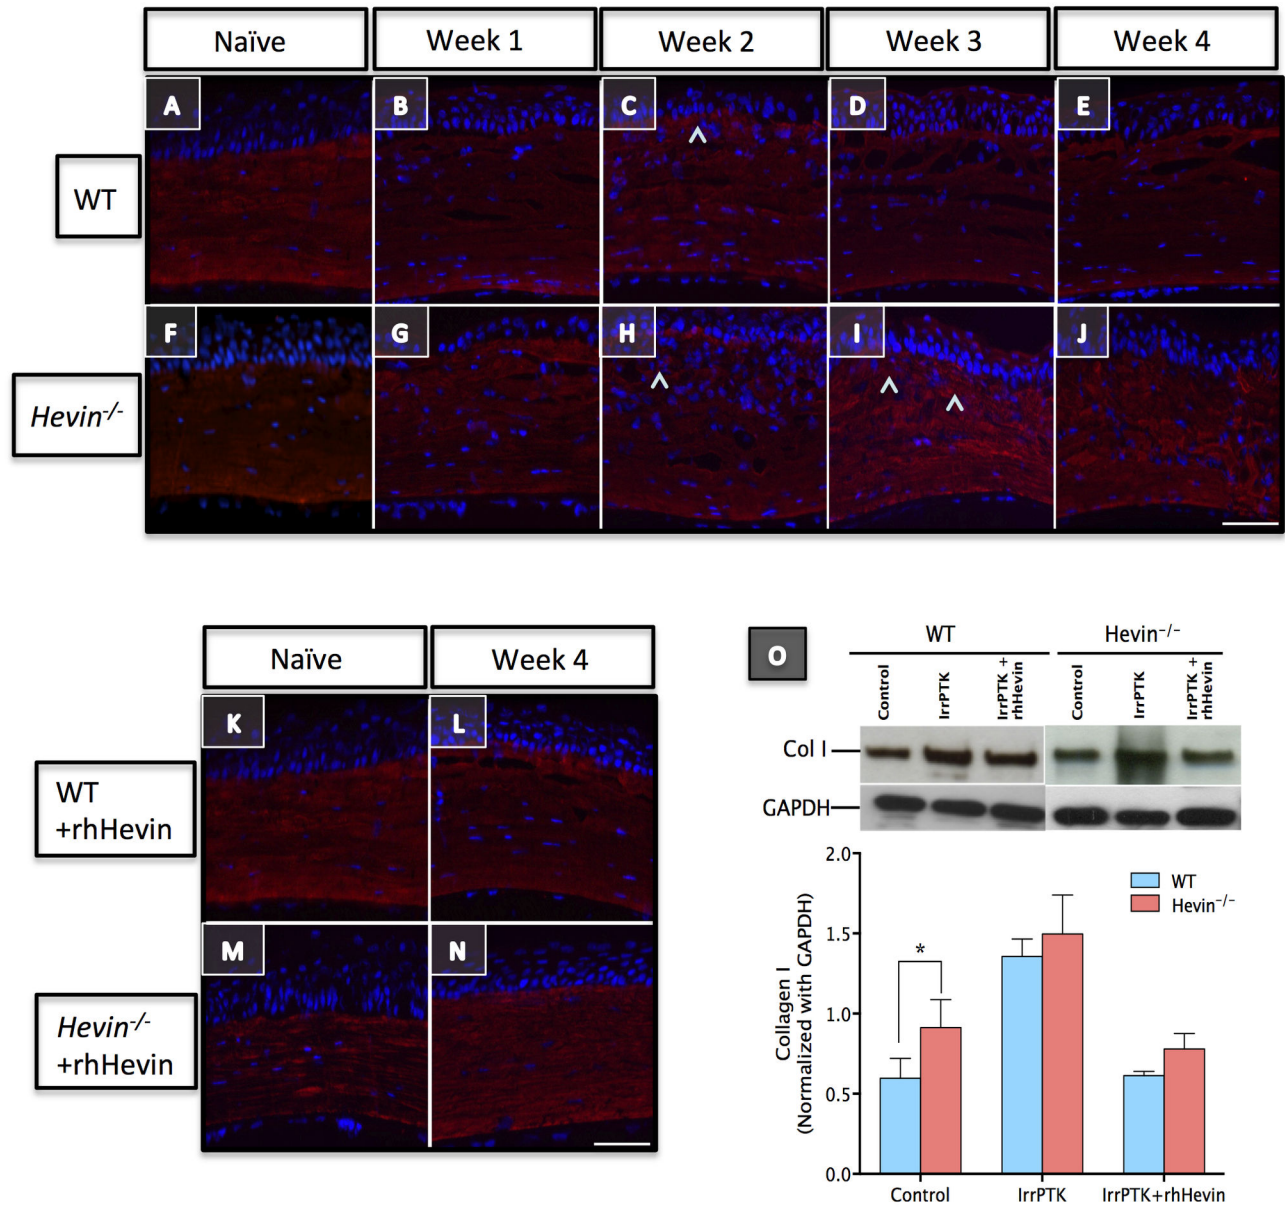 Naïve
Week 1
Week 2
Week 3
Week 4
WT
A
B
C
D
E
Hevin-/-
F
G
H
I
J
Naïve
Week 4
WT
+rhHevin
K
L
Hevin-/-
+rhHevin
M
N
O
WT
Hevin-/-
Control
IrrPTK
IrrPTK +
rhHevin
Control
IrrPTK
IrrPTK +
rhHevin
Col I
GAPDH
Collagen I
(Normalized with GAPDH)
2.0
1.5
1.0
0.5
0.0
*
WT
Hevin-/-
Control
IrrPTK
IrrPTK+rhHevin